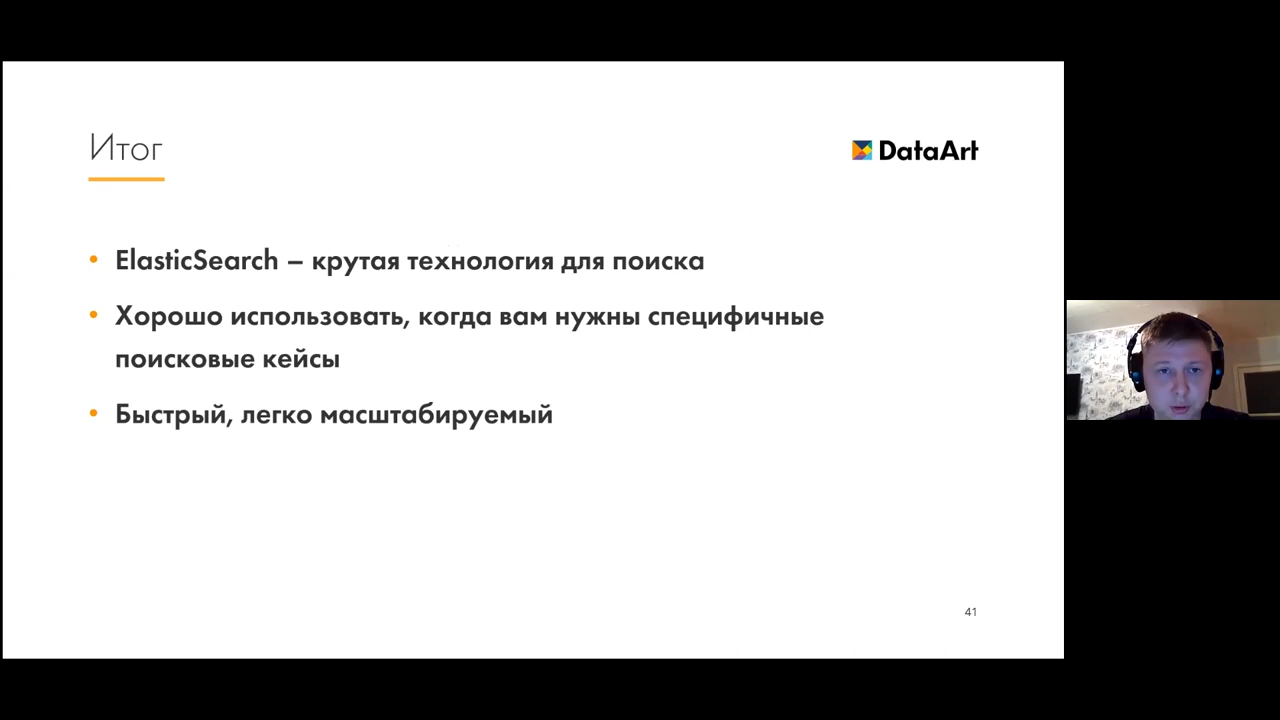 Итог
DataArt
• ElasticSearch – крутая технология для поиска
• Хорошо использовать, когда вам нужны специфичные
поисковые кейсы
• Быстрый, легко масштабируемый
41